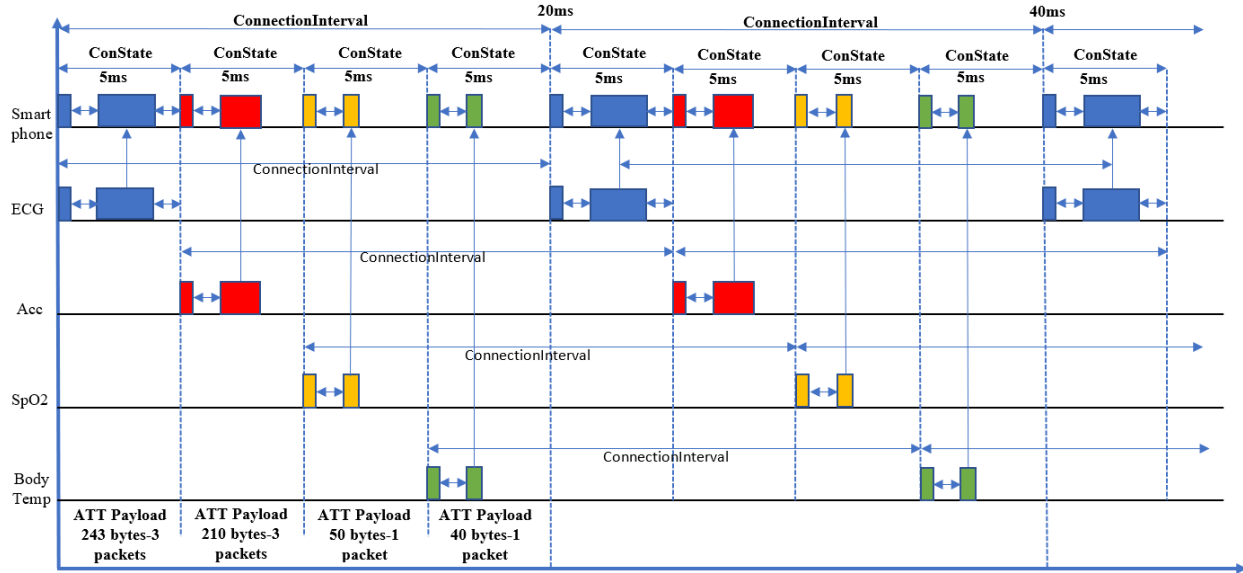 20ms
40ms
ConnectionInterval
ConnectionInterval
ConState
ConState
ConState
ConState
ConState
ConState
ConState
ConState
ConState
5ms
5ms
5ms
5ms
5ms
5ms
5ms
5ms
5ms
Smart
phone
ConnectionInterval
ECG
ConnectionInterval
Acc
ConnectionInterval
SpO2
ConnectionInterval
Body
Temp
ATT Payload
243 bytes-3
packets
ATT Payload
210 bytes-3
packets
ATT Payload
50 bytes-1
packet
ATT Payload
40 bytes-1
packet